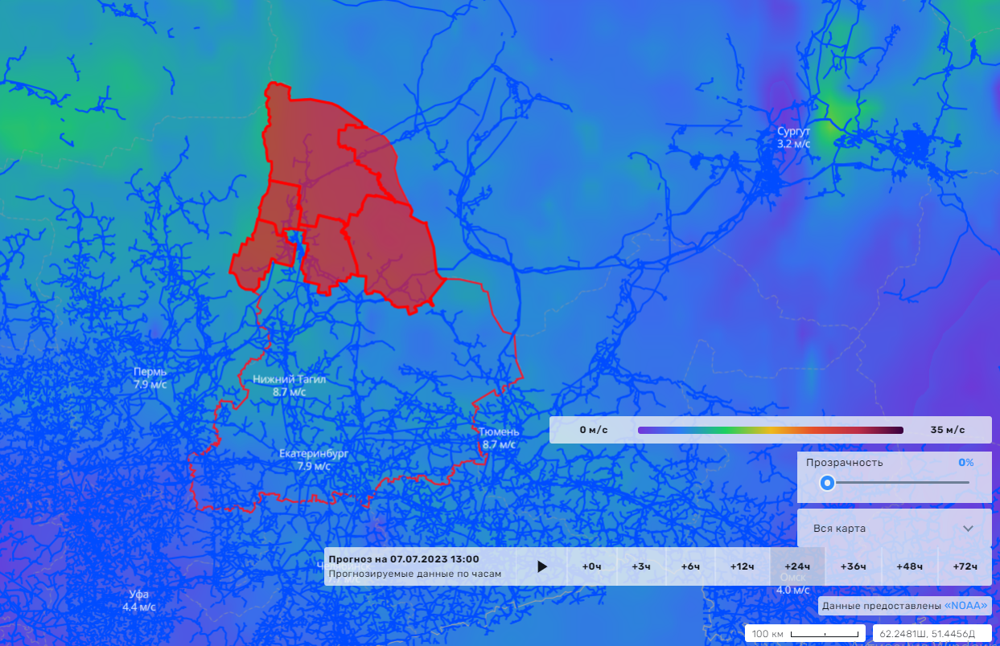 Сургут
3.2 м/с
Пермь
7.9 м/с
Нижний Тагил
8.7 м/с
Тюмень
8.7 м/с
0 м/с
35 м/с
Екатеринбург
7.9 м/с
Прозрачность 0%
Вся карта
Прогноз на 07.07.2023 13:00
Прогнозируемые данные по часам
+0ч +3ч +6ч +12ч +24ч +36ч +48ч +72ч
Омск
4.0 м/с
Уфа
4.4 м/с
Данные предоставлены «NOAA»
100 км
62.2481Ш, 51.4456Д